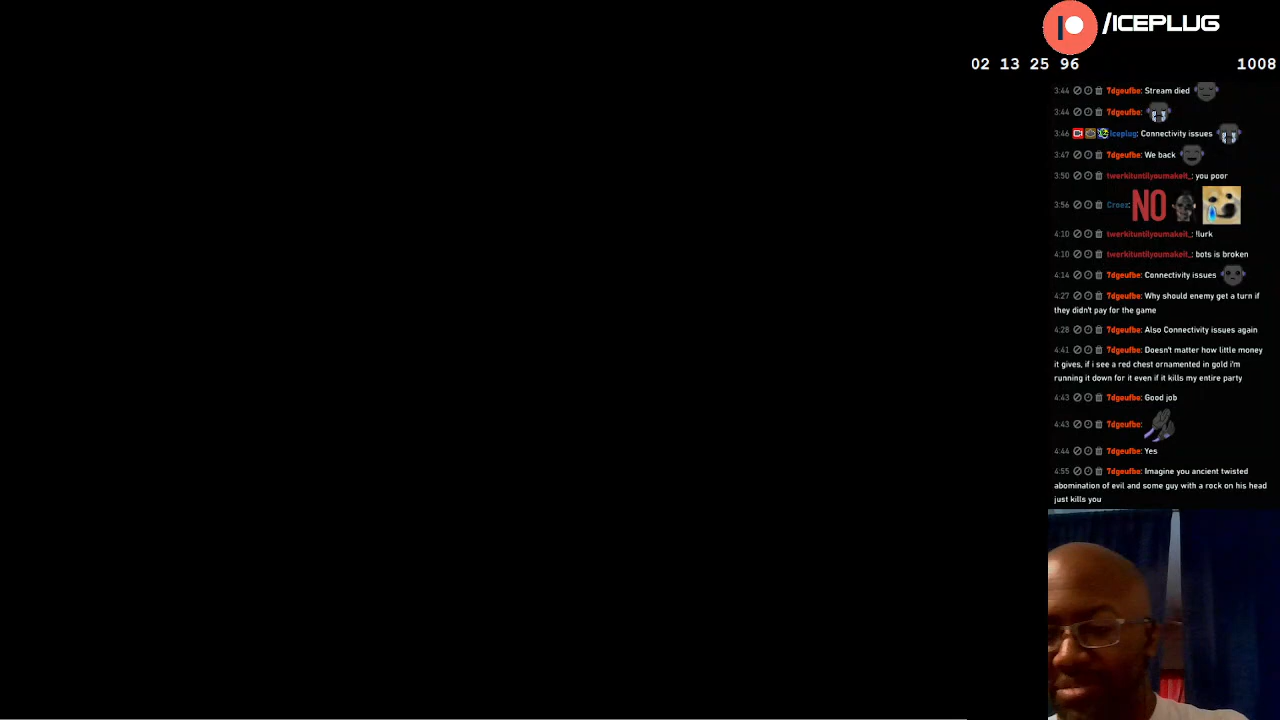 /ICEPLUG
02 13 25 96 1008
3:44 7dgeufbe: Stream died
3:44 7dgeufbe:
3:46 Iceplug: Connectivity issues
3:47 7dgeufbe: We back
3:50 twerkituntilyoumakeit_: you poor
3:56 Croez: NO
4:10 twerkituntilyoumakeit_: !lurk
4:10 twerkituntilyoumakeit_: bots is broken
4:14 7dgeufbe: Connectivity issues
4:27 7dgeufbe: Why should enemy get a turn if
they didn't pay for the game
4:28 7dgeufbe: Also Connectivity issues again
4:41 7dgeufbe: Doesn't matter how little money
it gives, if i see a red chest ornamented in gold i'm
running it down for it even if it kills my entire party
4:43 7dgeufbe: Good job
4:43 7dgeufbe:
4:44 7dgeufbe: Yes
4:55 7dgeufbe: Imagine you ancient twisted
abomination of evil and some guy with a rock on his head
just kills you